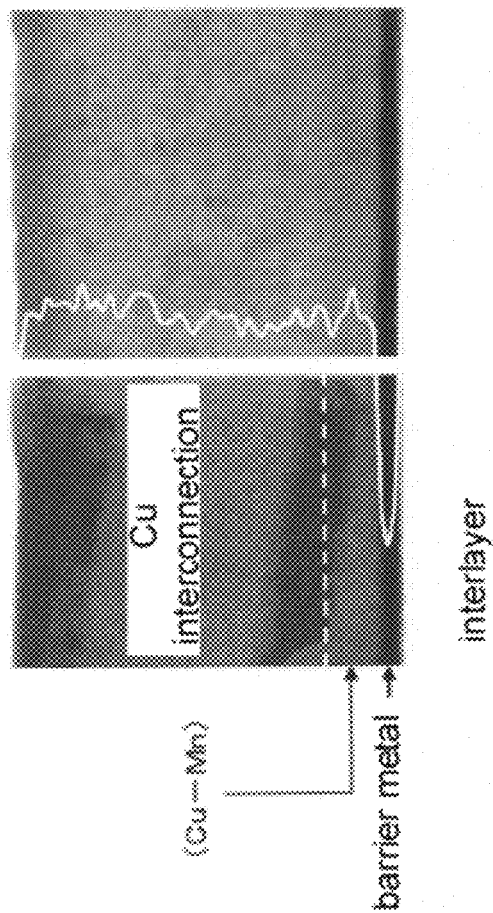 Cu
interconnection
(Cu—Mn)
barrier metal
interlayer